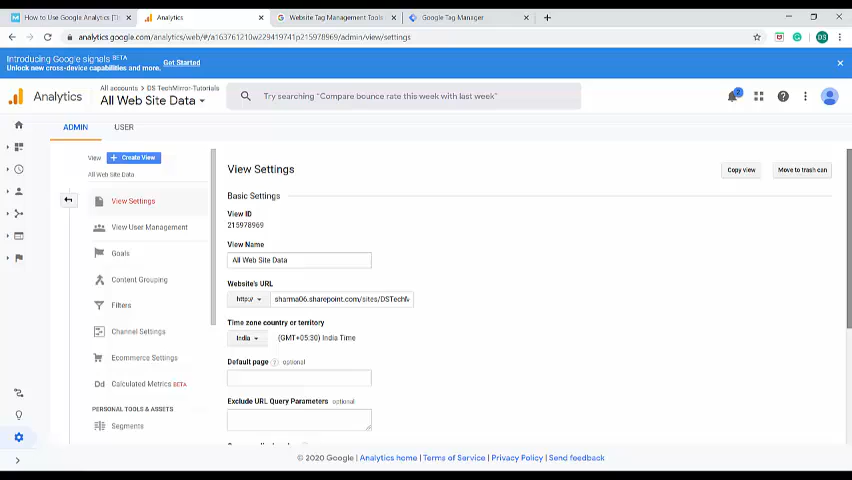 How to Use Google Analytics [
Analytics
Website Tag Management Tools
Google Tag Manager
analytics.google.com/analytics/web/#/a163761210w229419741p215978969/admin/view/settings
DS
Introducing Google signals BETA
Unlock new cross-device capabilities and more.
Get Started
Analytics
All accounts > DS TechMirror-Tutorials
All Web Site Data
Try searching "Compare bounce rate this week with last week"
2
ADMIN
USER
View
+ Create View
All Web Site Data
View Settings
View User Management
Goals
Content Grouping
Filters
Channel Settings
Ecommerce Settings
Dd Calculated Metrics BETA
PERSONAL TOOLS & ASSETS
Segments
View Settings
Copy view
Move to trash can
Basic Settings
View ID
215978969
View Name
All Web Site Data
Website's URL
http://
sharma06.sharepoint.com/sites/DSTech
Time zone country or territory
India
(GMT+05:30) India Time
Default page ? optional
Exclude URL Query Parameters optional
© 2020 Google | Analytics home | Terms of Service | Privacy Policy | Send feedback